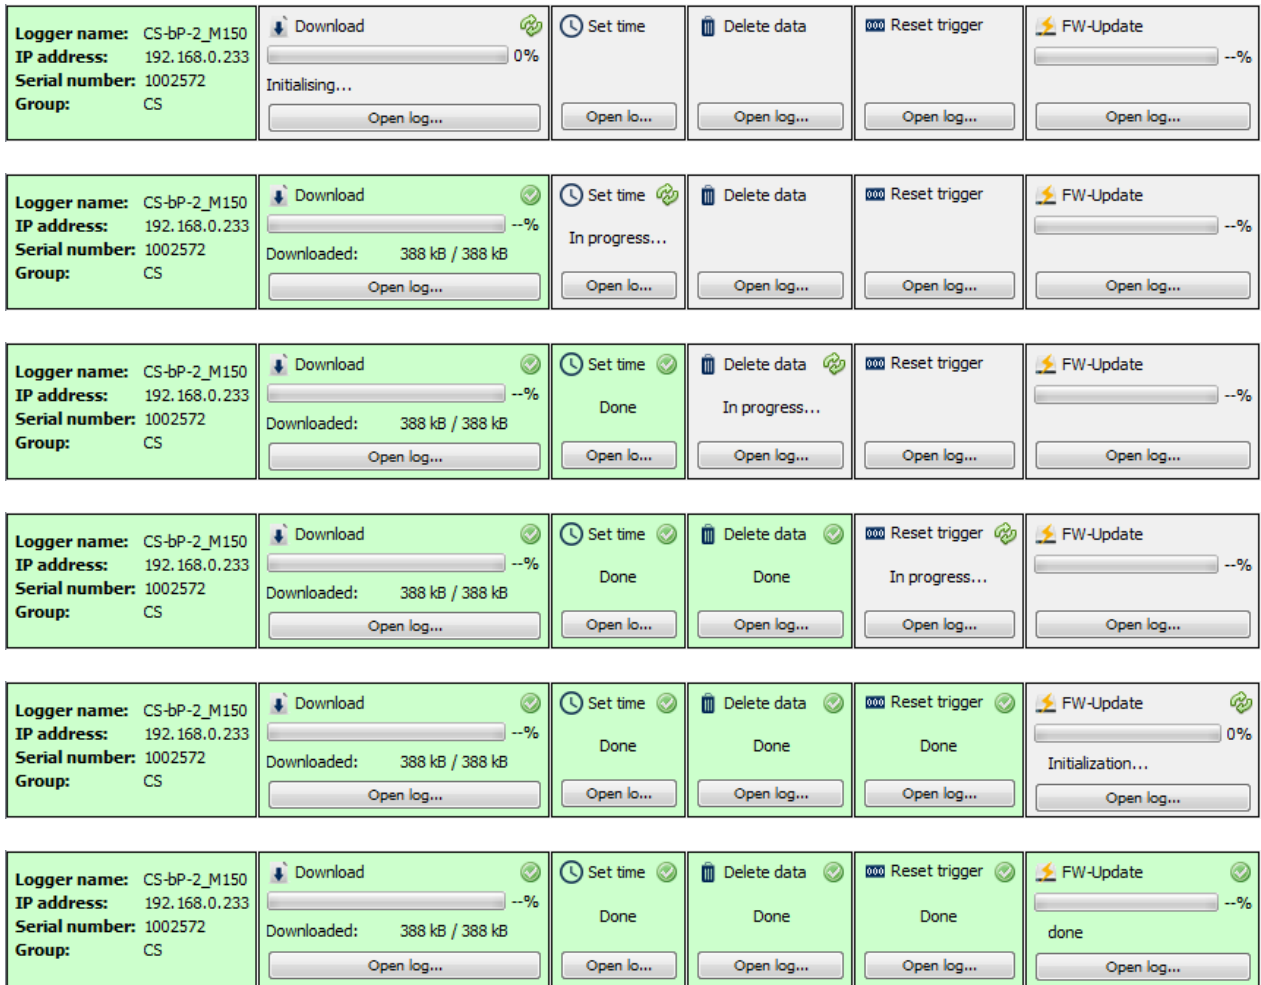 Logger name: CS-bP-2_M150
IP address: 192.168.0.233
Serial number: 1002572
Group: CS
Download
0%
Initialising...
Open log...
Set time
Open lo...
Delete data
Open log...
Reset trigger
Open log...
FW-Update
--%
Open log...
Logger name: CS-bP-2_M150
IP address: 192.168.0.233
Serial number: 1002572
Group: CS
Download
--%
Downloaded: 388 kB / 388 kB
Open log...
Set time
In progress...
Open lo...
Delete data
Open log...
Reset trigger
Open log...
FW-Update
--%
Open log...
Logger name: CS-bP-2_M150
IP address: 192.168.0.233
Serial number: 1002572
Group: CS
Download
--%
Downloaded: 388 kB / 388 kB
Open log...
Set time
Done
Open lo...
Delete data
In progress...
Open log...
Reset trigger
Open log...
FW-Update
--%
Open log...
Logger name: CS-bP-2_M150
IP address: 192.168.0.233
Serial number: 1002572
Group: CS
Download
--%
Downloaded: 388 kB / 388 kB
Open log...
Set time
Done
Open lo...
Delete data
Done
Open log...
Reset trigger
In progress...
Open log...
FW-Update
--%
Open log...
Logger name: CS-bP-2_M150
IP address: 192.168.0.233
Serial number: 1002572
Group: CS
Download
--%
Downloaded: 388 kB / 388 kB
Open log...
Set time
Done
Open lo...
Delete data
Done
Open log...
Reset trigger
Done
Open log...
FW-Update
0%
Initialization...
Open log...
Logger name: CS-bP-2_M150
IP address: 192.168.0.233
Serial number: 1002572
Group: CS
Download
--%
Downloaded: 388 kB / 388 kB
Open log...
Set time
Done
Open lo...
Delete data
Done
Open log...
Reset trigger
Done
Open log...
FW-Update
--%
done
Open log...